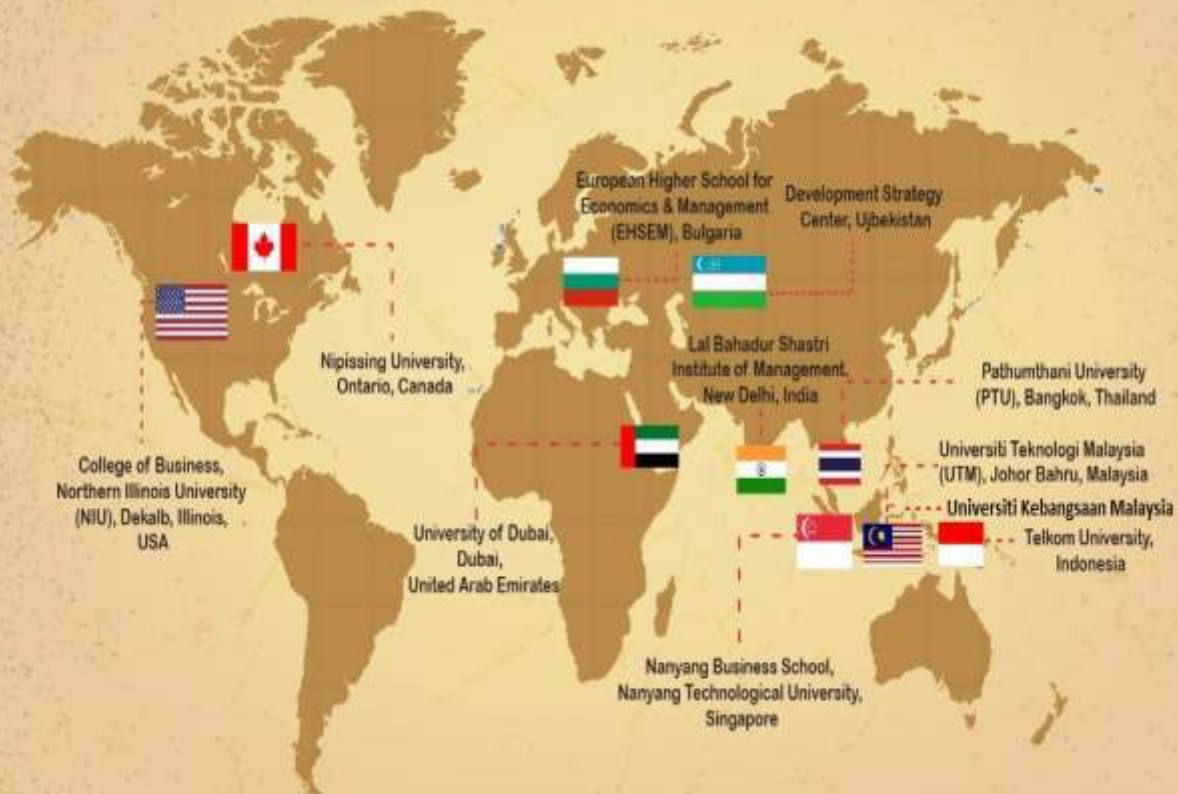 European Higher School for
Economics & Management
(EHSEM), Bulgaria
Development Strategy
Center, Ujbekistan
Nipissing University,
Ontario, Canada
Lal Bahadur Shastri
Institute of Management,
New Delhi, India
Pathumthani University
(PTU), Bangkok, Thailand
College of Business,
Northern Illinois University
(NIU), Dekalb, Illinois,
USA
Universiti Teknologi Malaysia
(UTM), Johor Bahru, Malaysia
Universiti Kebangsaan Malaysia
University of Dubai,
Dubai,
United Arab Emirates
Telkom University,
Indonesia
Nanyang Business School,
Nanyang Technological University,
Singapore